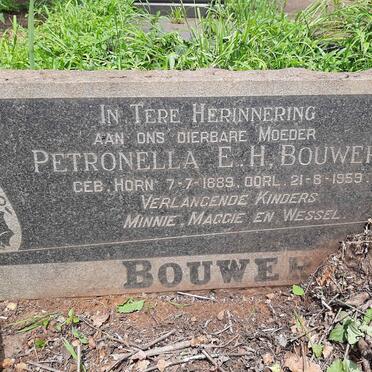 IN TERE HERINNERING
AAN ONS DIERBARE MOEDER
PETRONELLA E. H. BOUWER
GEB. HORN 7-7-1889. OORL. 21-8-1959.
VERLANGENDE KINDERS
MINNIE, MAGGIE EN WESSEL
BOUWER